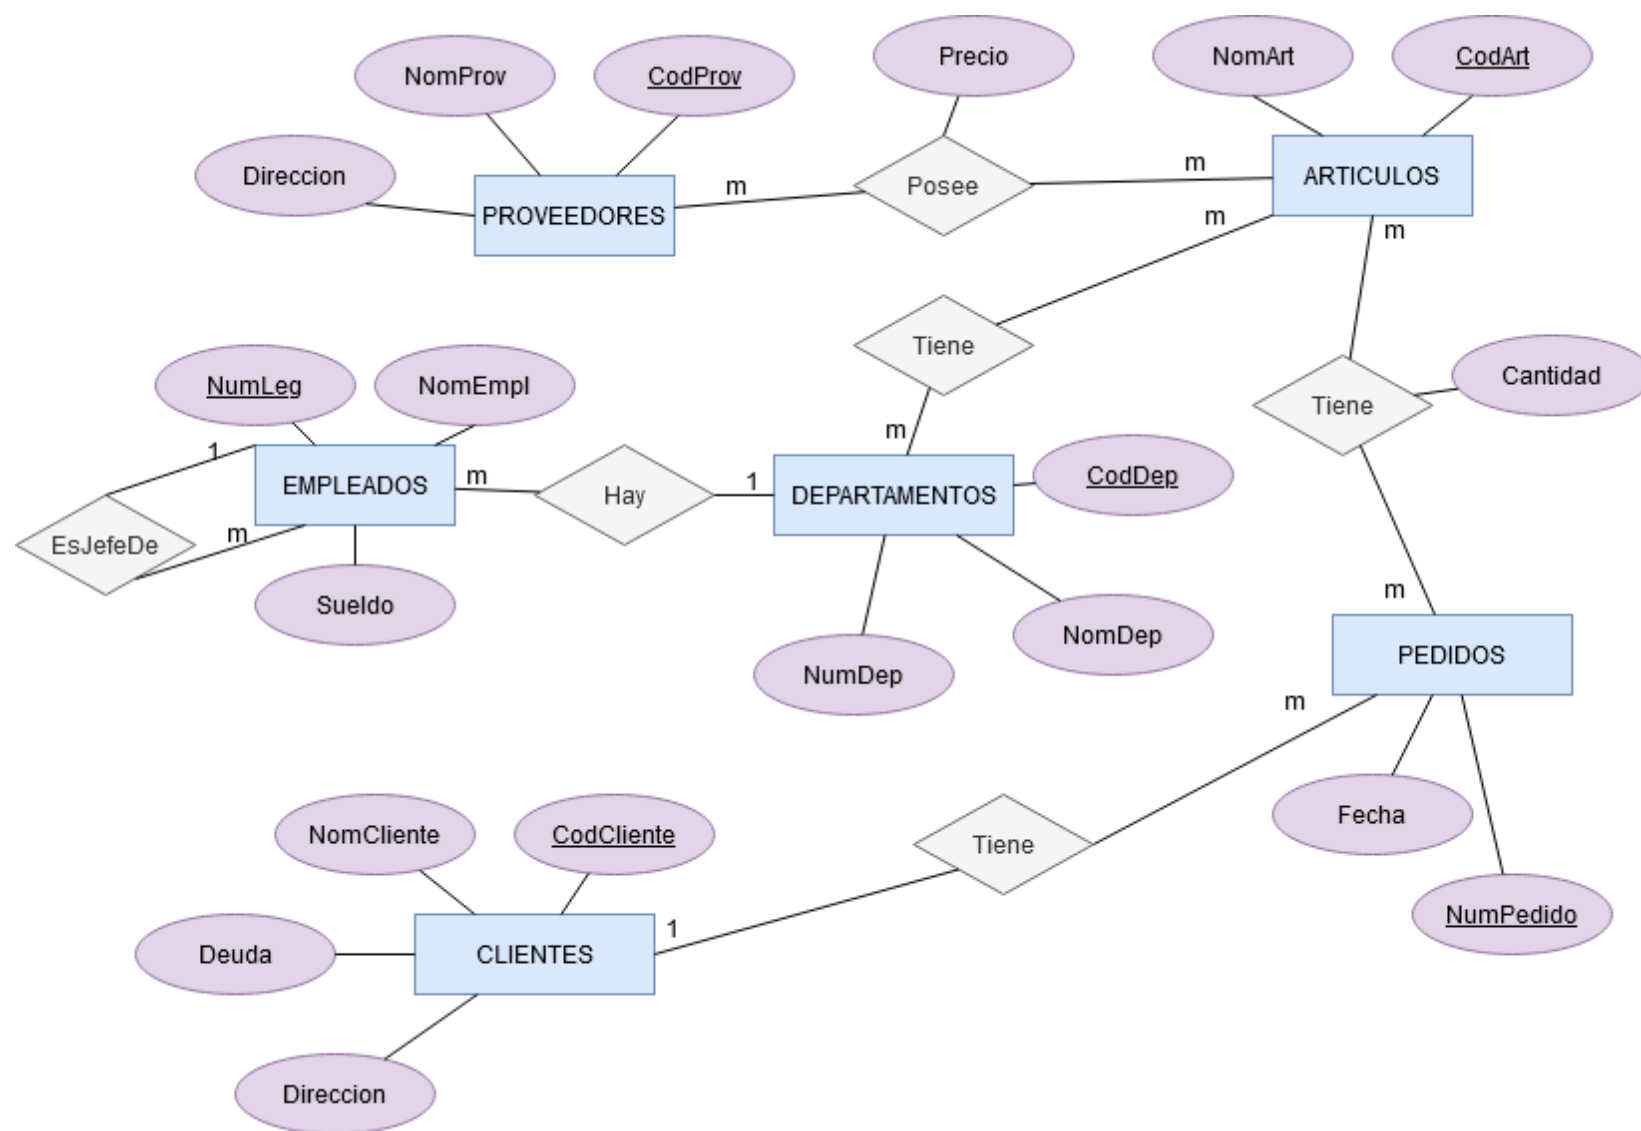 Precio
NomArt
CodArt
NomProv
CodProv
Direccion
m
m
Posee
ARTICULOS
PROVEEDORES
m
m
Tiene
NumLeg
NomEmpl
Cantidad
Tiene
1
m
m
EMPLEADOS
Hay
1
DEPARTAMENTOS
CodDep
EsJefeDe
m
Sueldo
m
NomDep
NumDep
PEDIDOS
m
Fecha
NomCliente
CodCliente
Tiene
1
NumPedido
Deuda
CLIENTES
Direccion